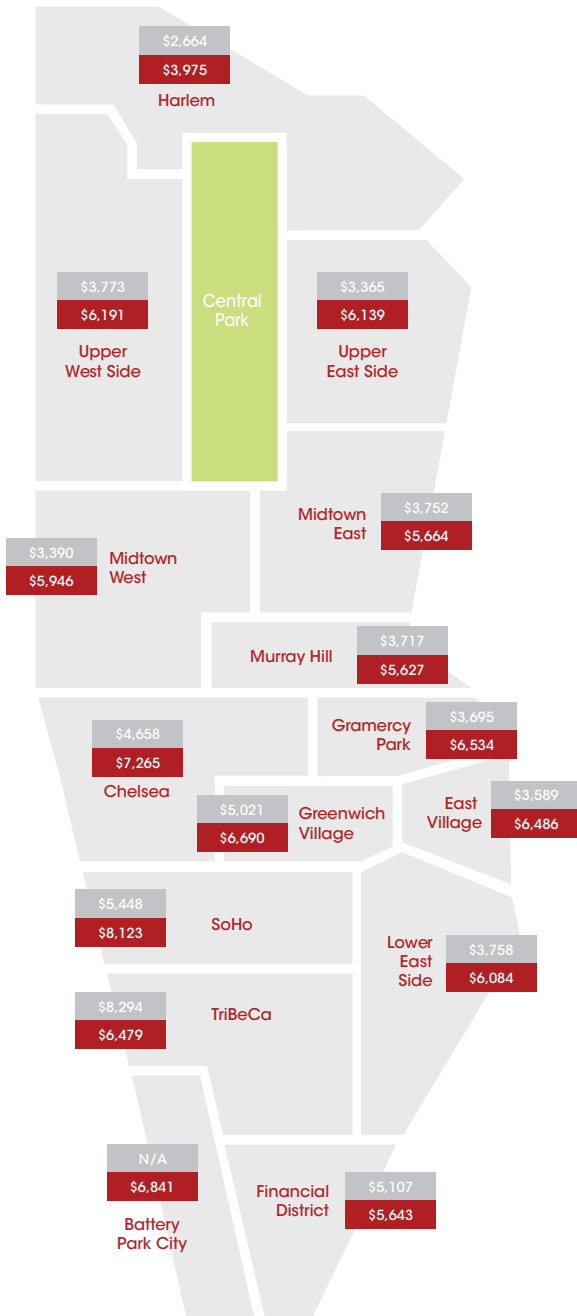 $2,664
$3,975
Harlem
$3,773
$6,191
Upper
West Side
Central
Park
$3,365
$6,139
Upper
East Side
Midtown
East
$3,752
$5,664
$3,390
$5,946
Midtown
West
Murray Hill
$3,717
$5,627
$4,658
$7,265
Chelsea
Gramercy
Park
$3,695
$6,534
$5,021
$6,690
Greenwich
Village
East
Village
$3,589
$6,486
$5,448
$8,123
SoHo
Lower
East
Side
$3,758
$6,084
$8,294
$6,479
TriBeCa
N/A
$6,841
Battery
Park City
Financial
District
$5,107
$5,643